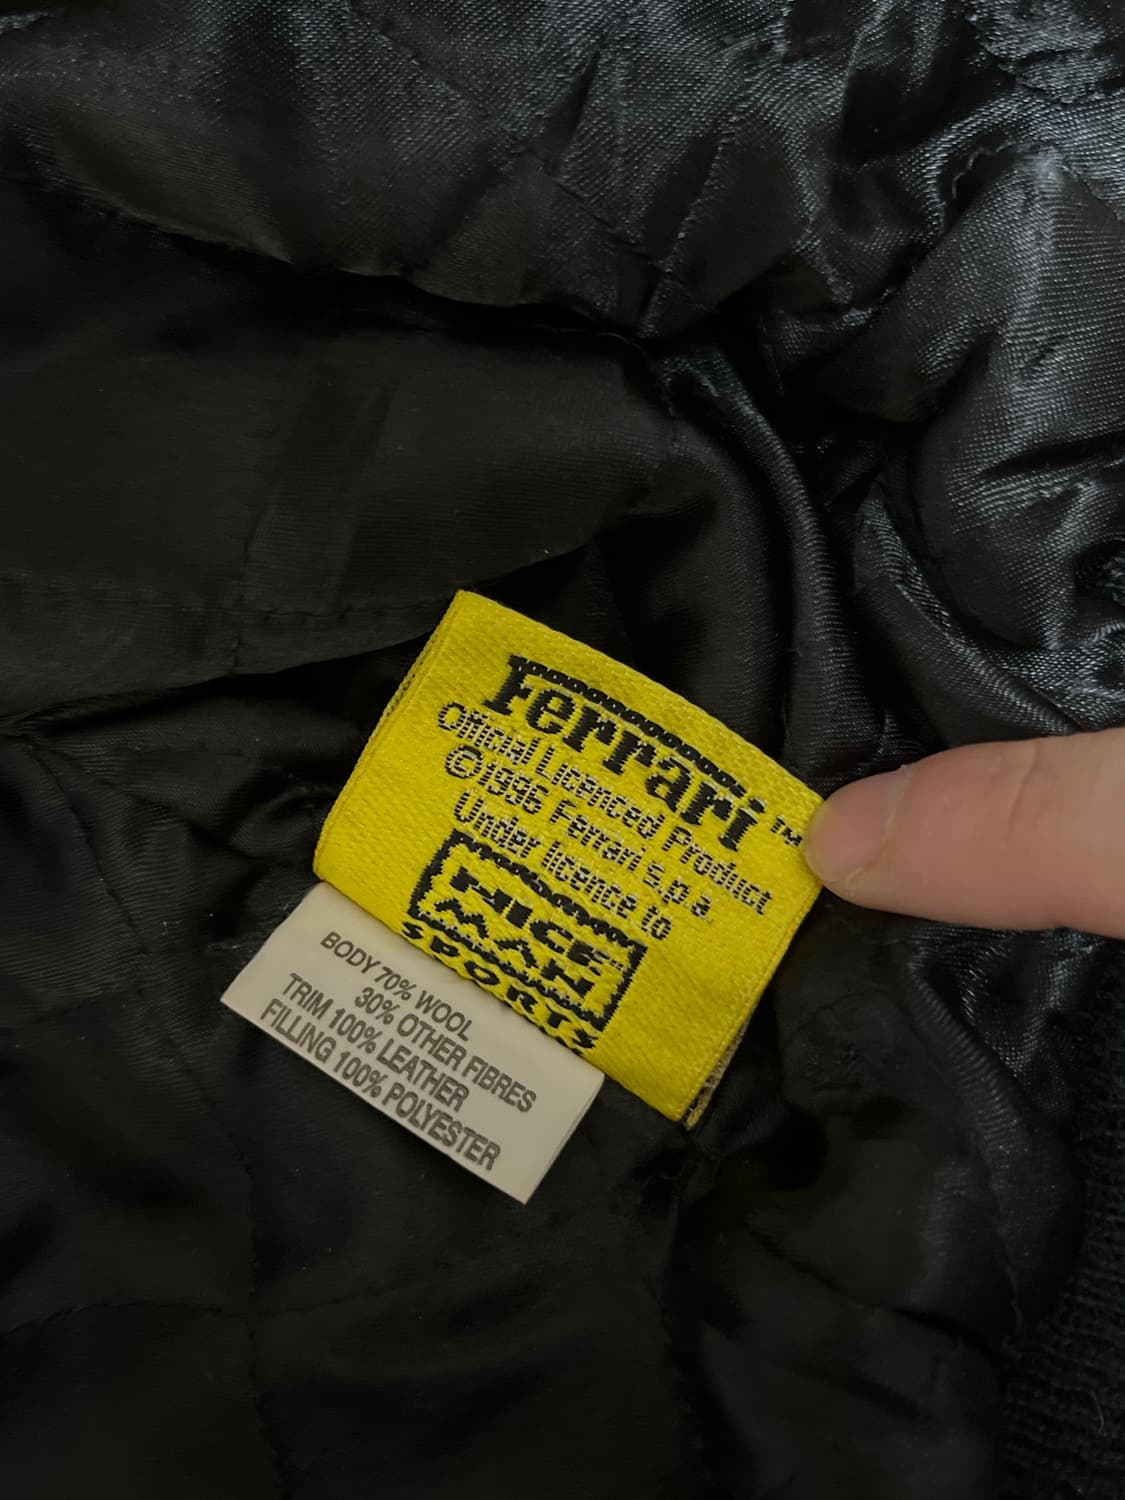 Ferrari™
Official Licenced Product
©1996 Ferrari s.p.a.
Under licence to
NICE
MAN
SPORTS
BODY 70% WOOL
30% OTHER FIBRES
TRIM 100% LEATHER
FILLING 100% POLYESTER